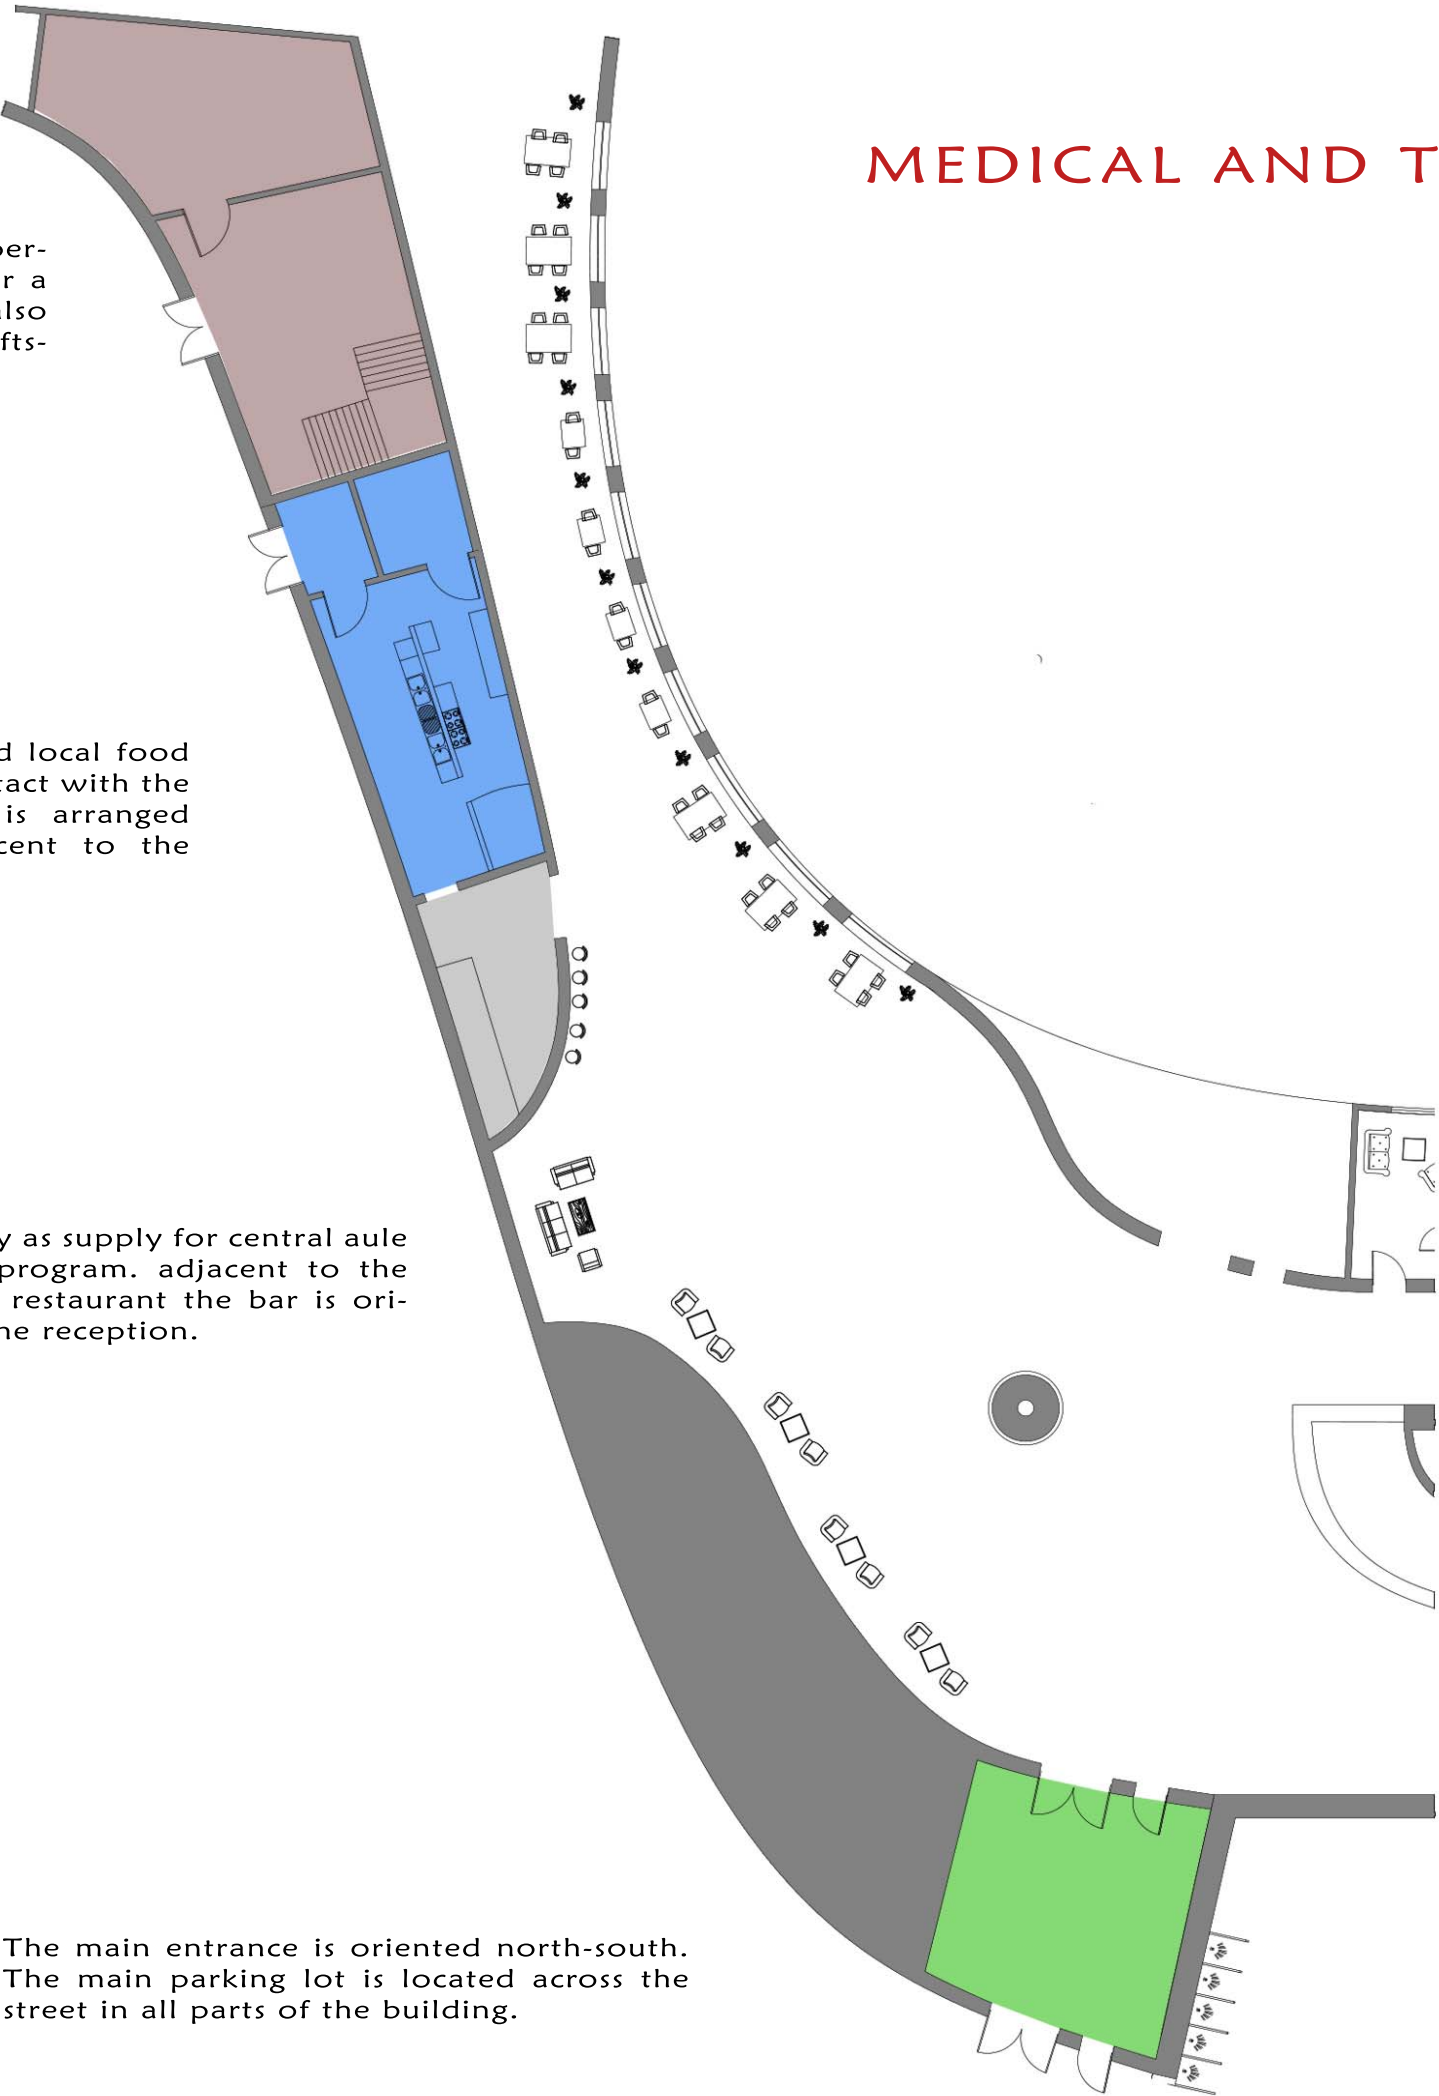 MEDICAL AND T
per-
r a
also
fts-
d local food
tact with the
is arranged
cent to the
y as supply for central aule
program. adjacent to the
restaurant the bar is ori-
he reception.
The main entrance is oriented north-south.
The main parking lot is located across the
street in all parts of the building.